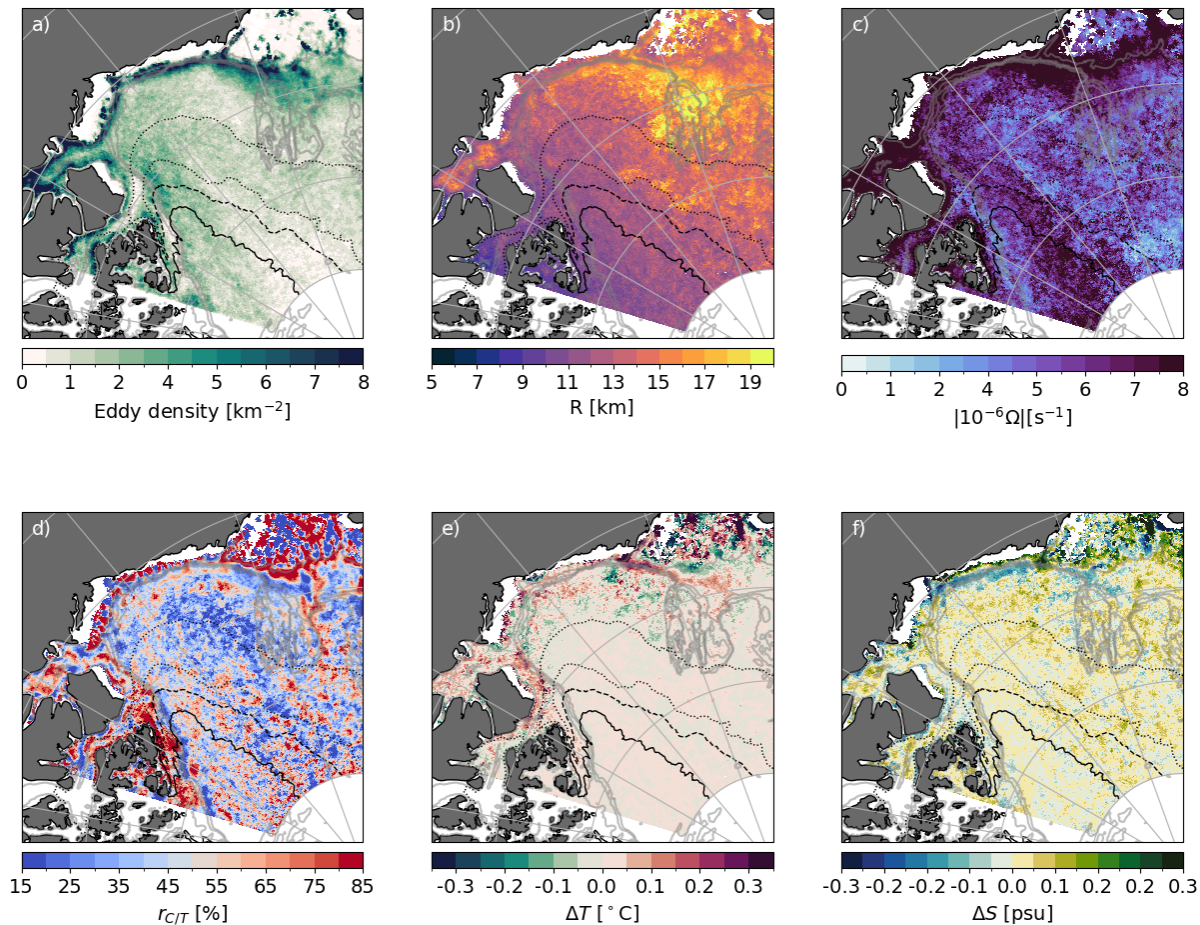 a)
b)
c)
0 1 2 3 4 5 6 7 8
Eddy density [km⁻²]
5 7 9 11 13 15 17 19
R [km]
0 1 2 4 5 6 7 8
|10⁻⁶Ω|[s⁻¹]
d)
e)
f)
15 25 35 45 55 65 75 85
r_C/T [%]
-0.3 -0.2 -0.1 0.0 0.1 0.2 0.3
ΔT [°C]
-0.3 -0.2 -0.2 -0.1 0.0 0.1 0.2 0.2 0.3
ΔS [psu]